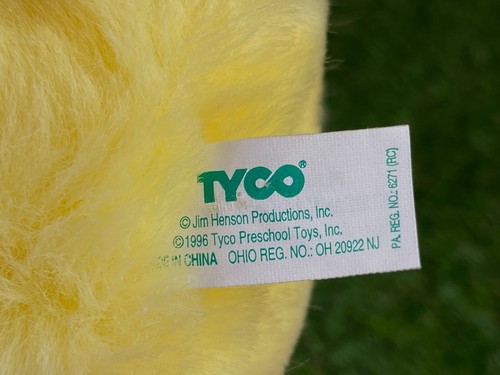 TYCO®
© Jim Henson Productions, Inc.
©1996 Tyco Preschool Toys, Inc.
IN CHINA OHIO REG. NO.: OH 20922 NJ
PA. REG. NO.: 6271 (RC)